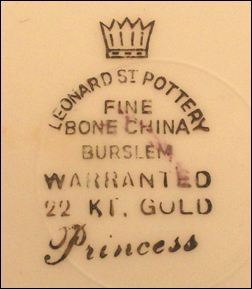 LEONARD ST POTTERY
FINE
BONE CHINA
BURSLEM
WARRANTED
22 KT. GOLD
Princess